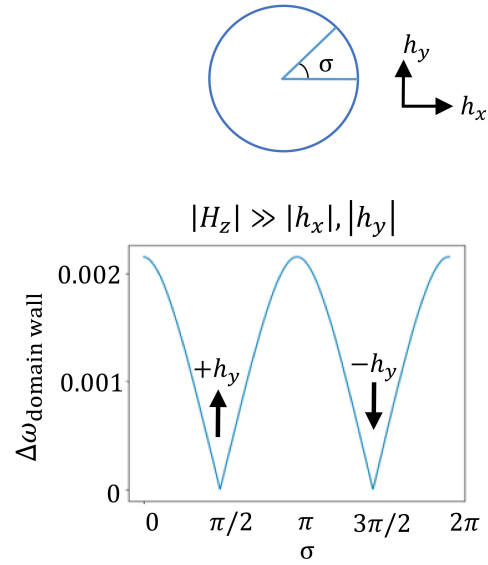 h_y
σ
h_x
|H_z| ≫ |h_x|, |h_y|
0.002
+h_y
−h_y
0.001
Δω_domain wall
0
0 π/2 π 3π/2 2π
σ